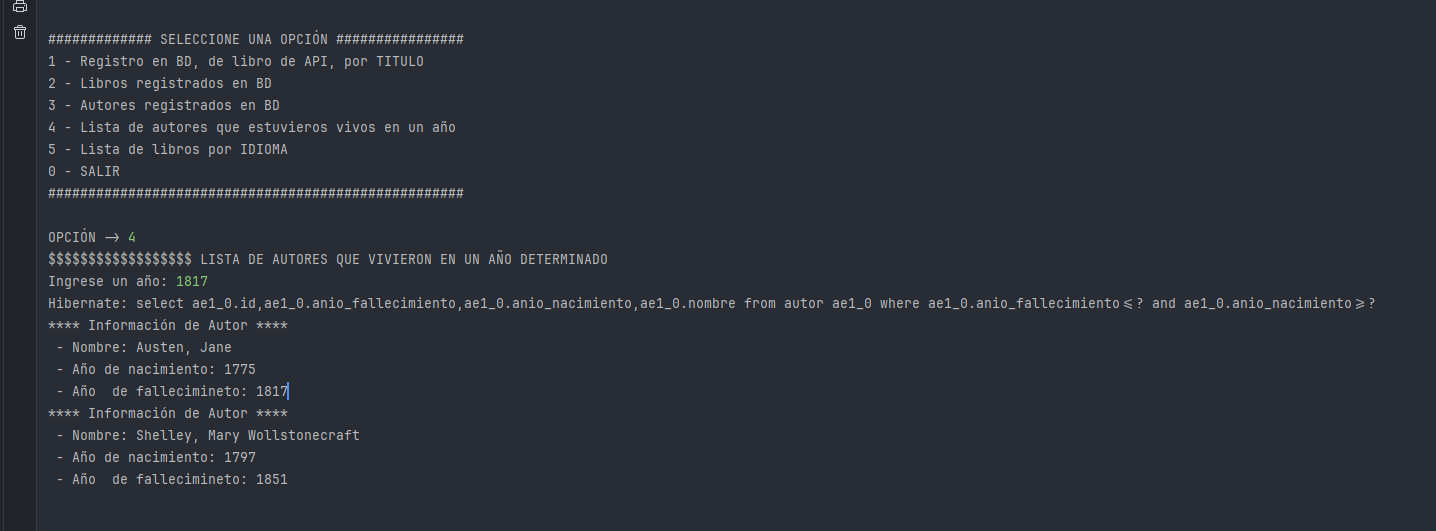 ############# SELECCIONE UNA OPCIÓN ################
1 - Registro en BD, de libro de API, por TITULO
2 - Libros registrados en BD
3 - Autores registrados en BD
4 - Lista de autores que estuvieros vivos en un año
5 - Lista de libros por IDIOMA
0 - SALIR
####################################################
OPCIÓN -> 4
$$$$$$$$$$$$$$$$$$ LISTA DE AUTORES QUE VIVIERON EN UN AÑO DETERMINADO
Ingrese un año: 1817
Hibernate: select ae1_0.id,ae1_0.anio_fallecimiento,ae1_0.anio_nacimiento,ae1_0.nombre from autor ae1_0 where ae1_0.anio_fallecimiento<=? and ae1_0.anio_nacimiento>=?
**** Información de Autor ****
- Nombre: Austen, Jane
- Año de nacimiento: 1775
- Año  de fallecimineto: 1817
**** Información de Autor ****
- Nombre: Shelley, Mary Wollstonecraft
- Año de nacimiento: 1797
- Año  de fallecimineto: 1851